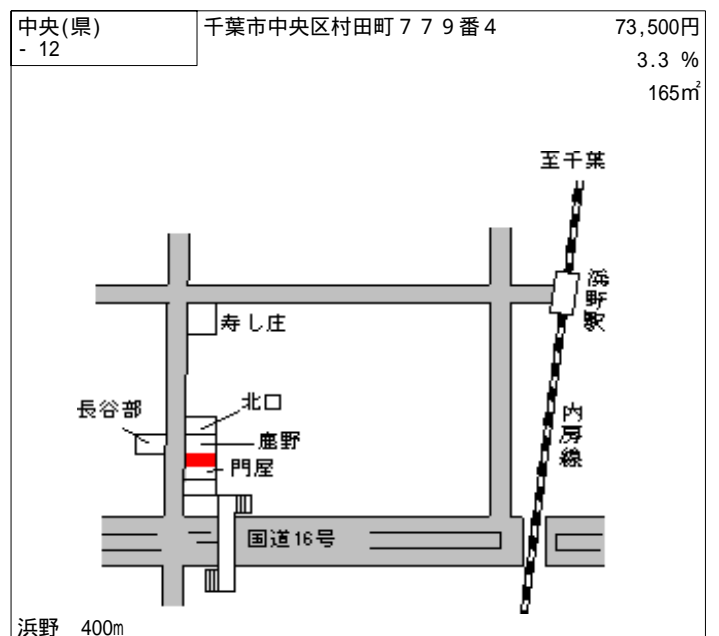 中央(県)
- 12
千葉市中央区村田町７７９番４
73,500円
3.3 %
165㎡
至千葉
浜野駅
寿し庄
北口
長谷部
鹿野
内房線
門屋
国道16号
浜野 400m